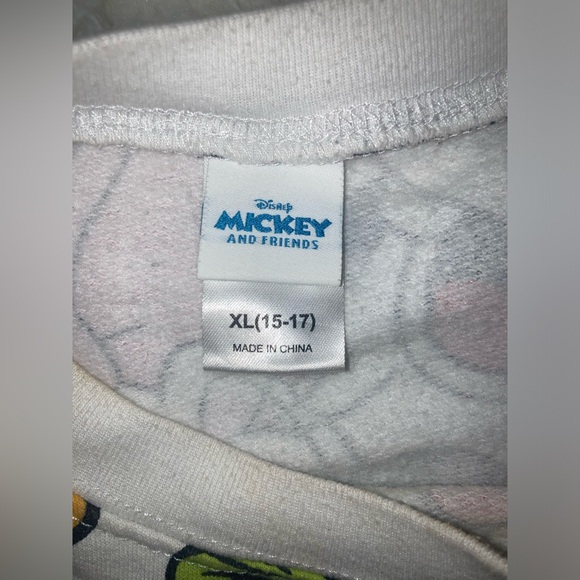 Disney
MICKEY
AND FRIENDS
XL(15-17)
MADE IN CHINA